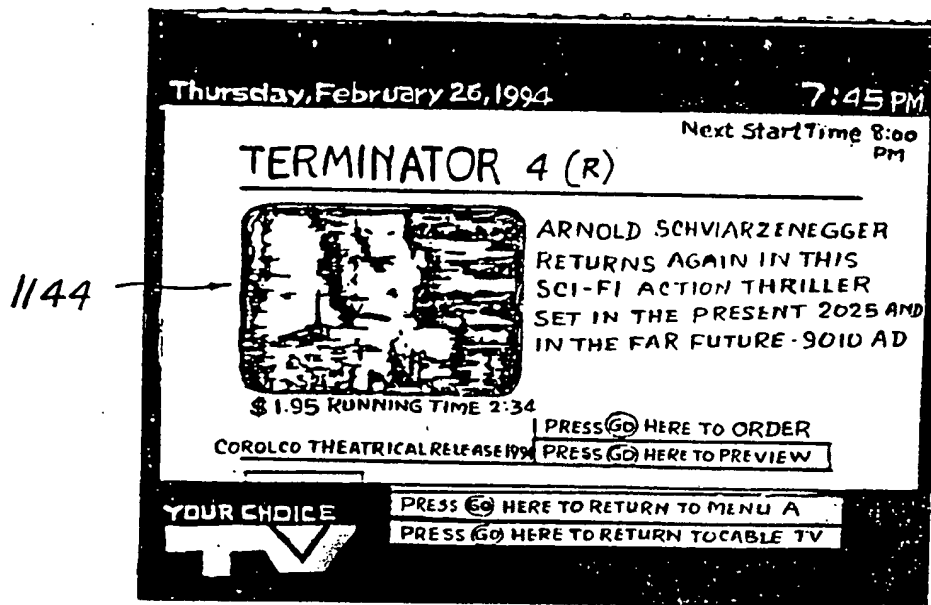 Thursday, February 26, 1994 7:45 PM
Next Start Time 8:00
PM
TERMINATOR 4 (R)
ARNOLD SCHVIARZENEGGER
RETURNS AGAIN IN THIS
SCI-FI ACTION THRILLER
SET IN THE PRESENT 2025 AND
IN THE FAR FUTURE - 9010 AD
1144
$1.95 RUNNING TIME 2:34
PRESS GO HERE TO ORDER
COROLCO THEATRICAL RELEASE
PRESS GO HERE TO PREVIEW
YOUR CHOICE
TV
PRESS GO HERE TO RETURN TO MENU A
PRESS GO HERE TO RETURN TO CABLE TV